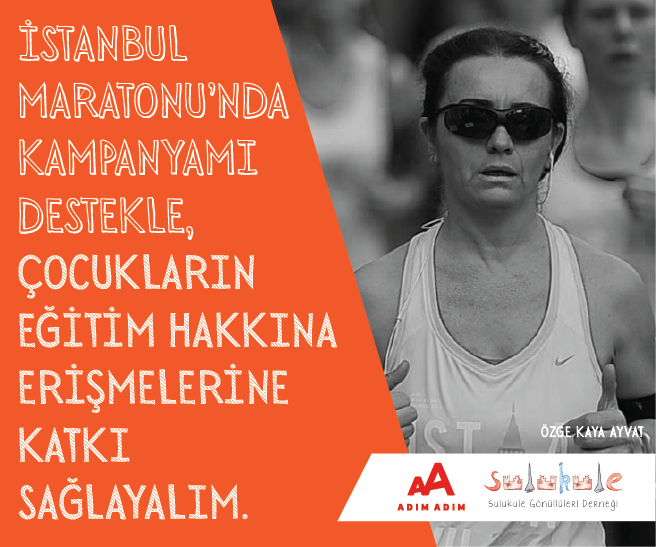 İSTANBUL
MARATONU'NDA
KAMPANYAMI
DESTEKLE,
ÇOCUKLARIN
EĞİTİM HAKKINA
ERİŞMELERİNE
KATKI
SAĞLAYALIM.
ÖZGE KAYA AYVAT
AA
ADIM ADIM
Sulukule
Sulukule Gönüllüleri Derneği